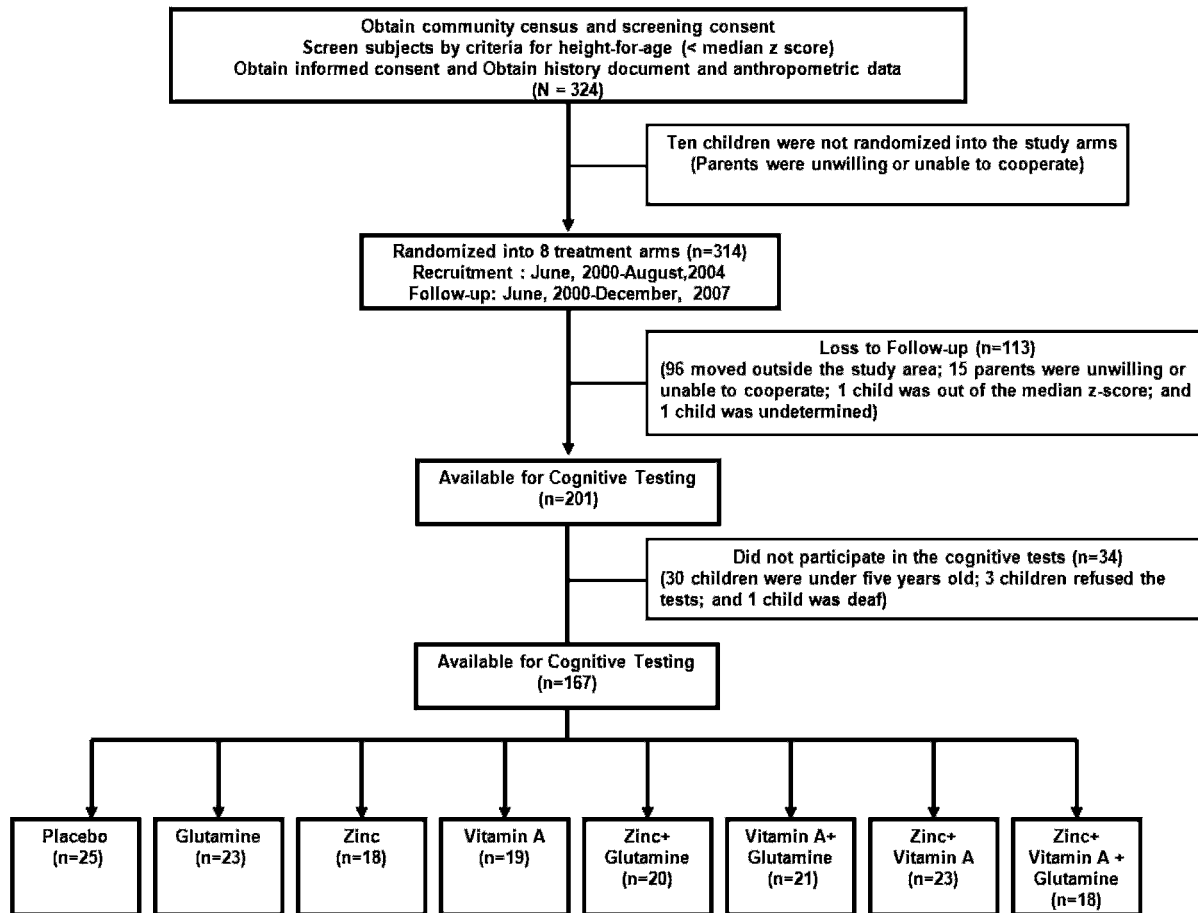 Obtain community census and screening consent
Screen subjects by criteria for height-for-age (< median z score)
Obtain informed consent and Obtain history document and anthropometric data
(N = 324)
Ten children were not randomized into the study arms
(Parents were unwilling or unable to cooperate)
Randomized into 8 treatment arms (n=314)
Recruitment : June, 2000-August,2004
Follow-up: June, 2000-December, 2007
Loss to Follow-up (n=113)
(96 moved outside the study area; 15 parents were unwilling or
unable to cooperate; 1 child was out of the median z-score; and
1 child was undetermined)
Available for Cognitive Testing
(n=201)
Did not participate in the cognitive tests (n=34)
(30 children were under five years old; 3 children refused the
tests; and 1 child was deaf)
Available for Cognitive Testing
(n=167)
Placebo
(n=25)
Glutamine
(n=23)
Zinc
(n=18)
Vitamin A
(n=19)
Zinc+
Glutamine
(n=20)
Vitamin A+
Glutamine
(n=21)
Zinc+
Vitamin A
(n=23)
Zinc+
Vitamin A +
Glutamine
(n=18)